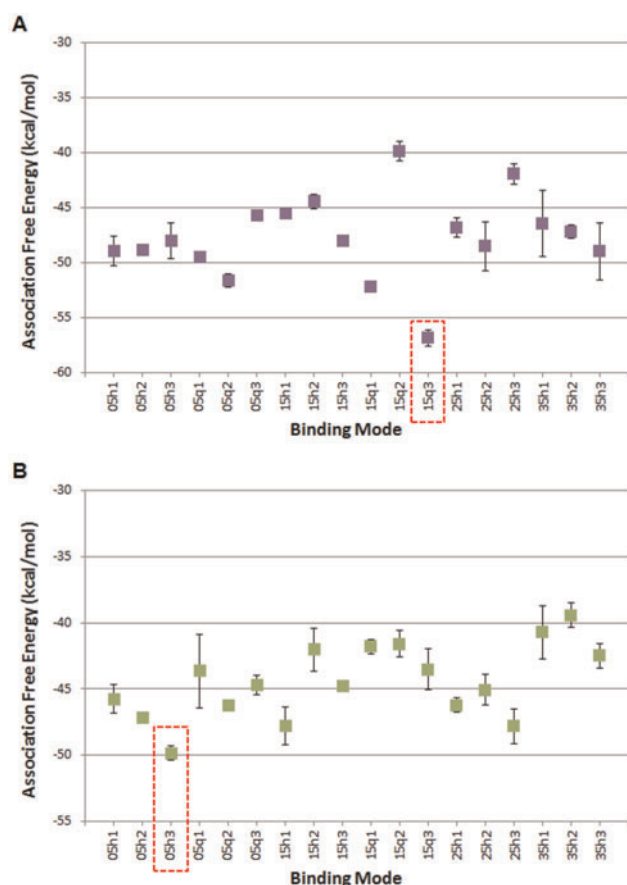 A
-30
-35
-40
-45
-50
-55
-60
Association Free Energy (kcal/mol)
05h1 05h2 05h3 05q1 05q2 05q3 15h1 15h2 15h3 15q1 15q2 15q3 25h1 25h2 25h3 35h1 35h2 35h3
Binding Mode
B
-30
-35
-40
-45
-50
-55
Association Free Energy (kcal/mol)
05h1 05h2 05h3 05q1 05q2 05q3 15h1 15h2 15h3 15q1 15q2 15q3 25h1 25h2 25h3 35h1 35h2 35h3
Binding Mode